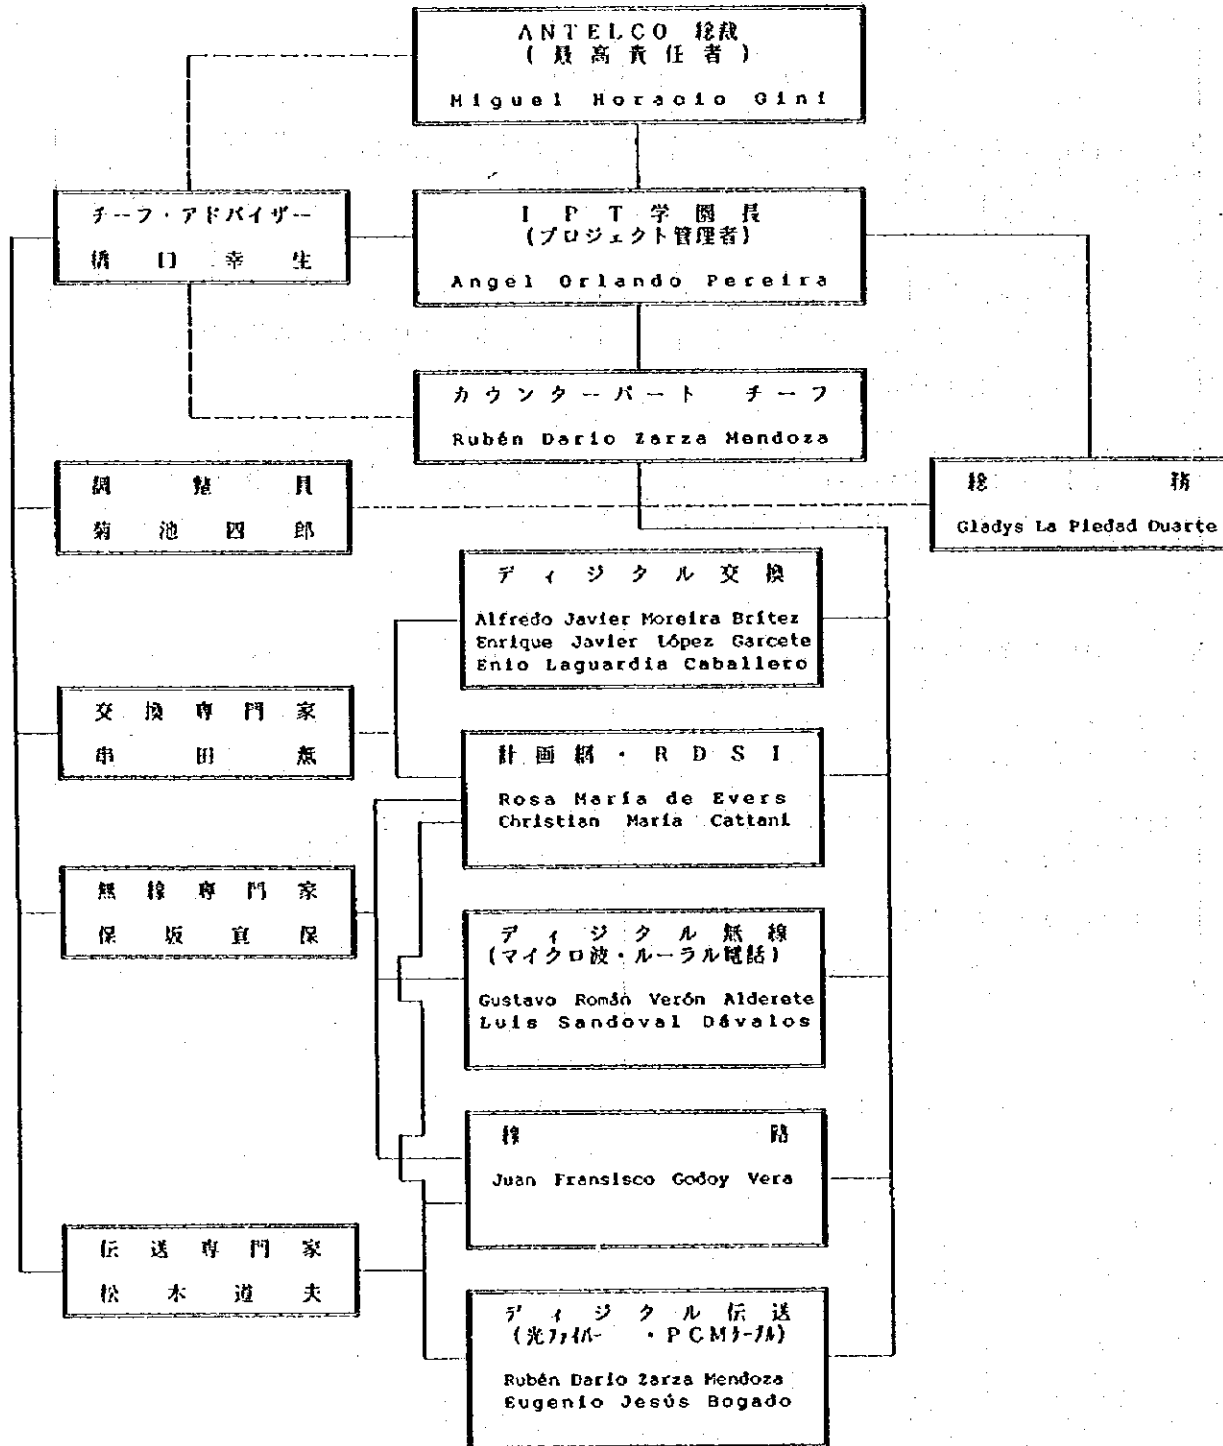 ANTELCO 総裁
(最高責任者)
Miguel Horacio Gini
チーフ・アドバイザー
橋口幸生
IPT学園長
(プロジェクト管理者)
Angel Orlando Pereira
カウンターパート チーフ
Rubén Dario Zarza Mendoza
調整員
菊池四郎
総務
Gladys La Piedad Duarte
ディジタル交換
Alfredo Javier Moreira Brítez
Enrique Javier López Garcete
Enio Laguardia Caballero
交換専門家
串田
計画網・RDSI
Rosa María de Evers
Christian María Cattani
無線専門家
保坂宜保
ディジタル無線
(マイクロ波・ルーラル電話)
Gustavo Román Verón Alderete
Luis Sandoval Dávalos
線路
Juan Fransisco Godoy Vera
伝送専門家
松木道夫
ディジタル伝送
(光ファイバー ・PCMケーブル)
Rubén Dario Zarza Mendoza
Eugenio Jesús Bogado